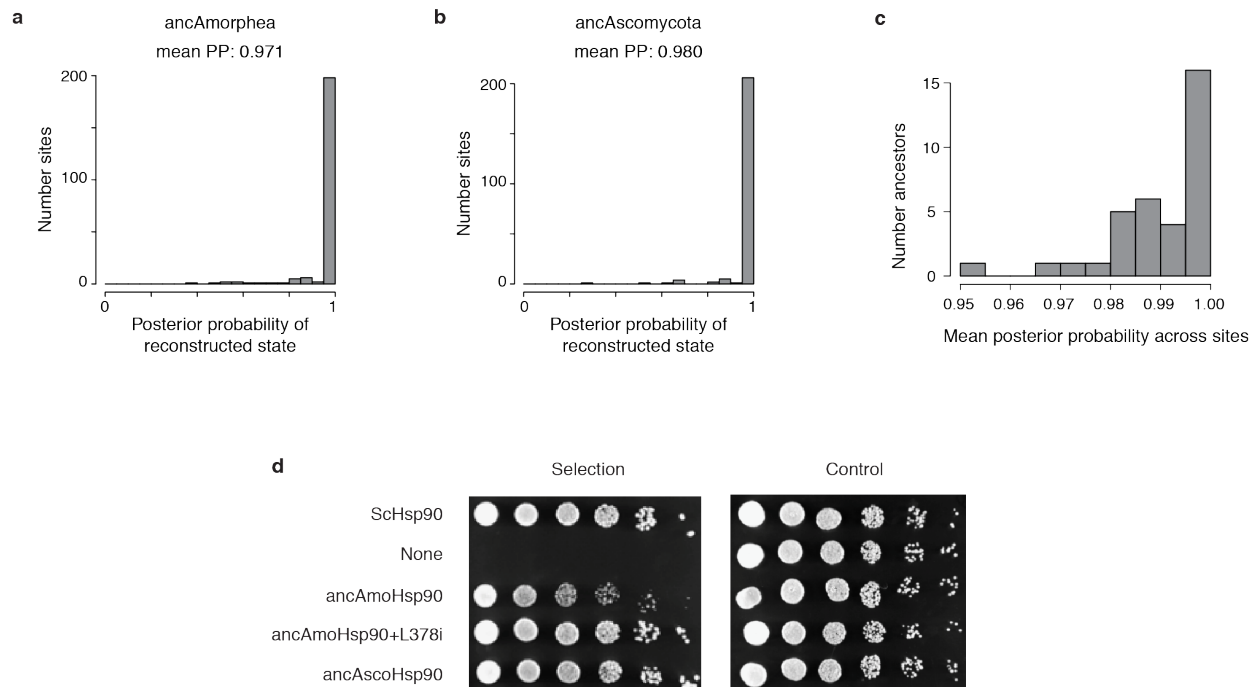 a
ancAmorphea
mean PP: 0.971
200
100
0
Number sites
0
1
Posterior probability of
reconstructed state
b
ancAscomycota
mean PP: 0.980
200
100
0
Number sites
0
1
Posterior probability of
reconstructed state
c
15
10
5
0
Number ancestors
0.95
0.96
0.97
0.98
0.99
1.00
Mean posterior probability across sites
d
Selection
Control
ScHsp90
None
ancAmoHsp90
ancAmoHsp90+L378i
ancAscoHsp90